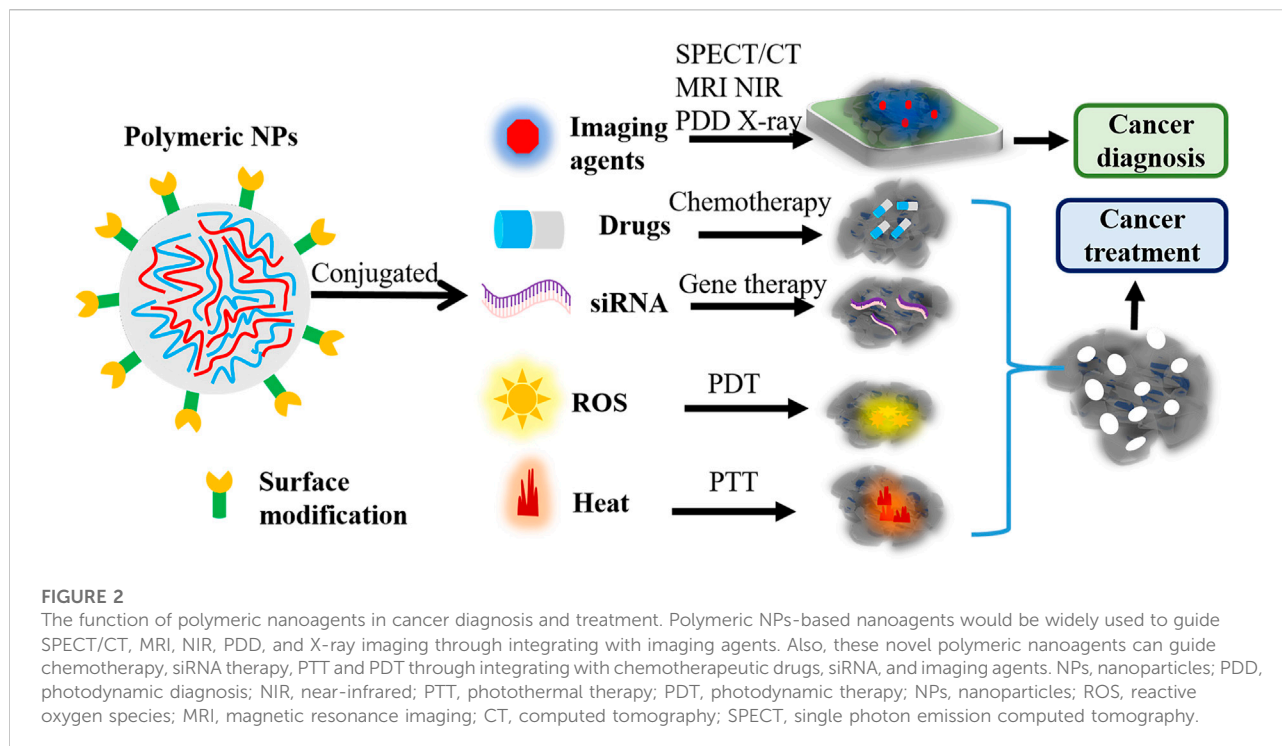 Polymeric NPs
Surface
modification
Conjugated
Imaging
agents
SPECT/CT
MRI NIR
PDD X-ray
Cancer
diagnosis
Drugs
Chemotherapy
siRNA
Gene therapy
ROS
PDT
Heat
PTT
Cancer
treatment
FIGURE 2
The function of polymeric nanoagents in cancer diagnosis and treatment. Polymeric NPs-based nanoagents would be widely used to guide
SPECT/CT, MRI, NIR, PDD, and X-ray imaging through integrating with imaging agents. Also, these novel polymeric nanoagents can guide
chemotherapy, siRNA therapy, PTT and PDT through integrating with chemotherapeutic drugs, siRNA, and imaging agents. NPs, nanoparticles; PDD,
photodynamic diagnosis; NIR, near-infrared; PTT, photothermal therapy; PDT, photodynamic therapy; NPs, nanoparticles; ROS, reactive
oxygen species; MRI, magnetic resonance imaging; CT, computed tomography; SPECT, single photon emission computed tomography.